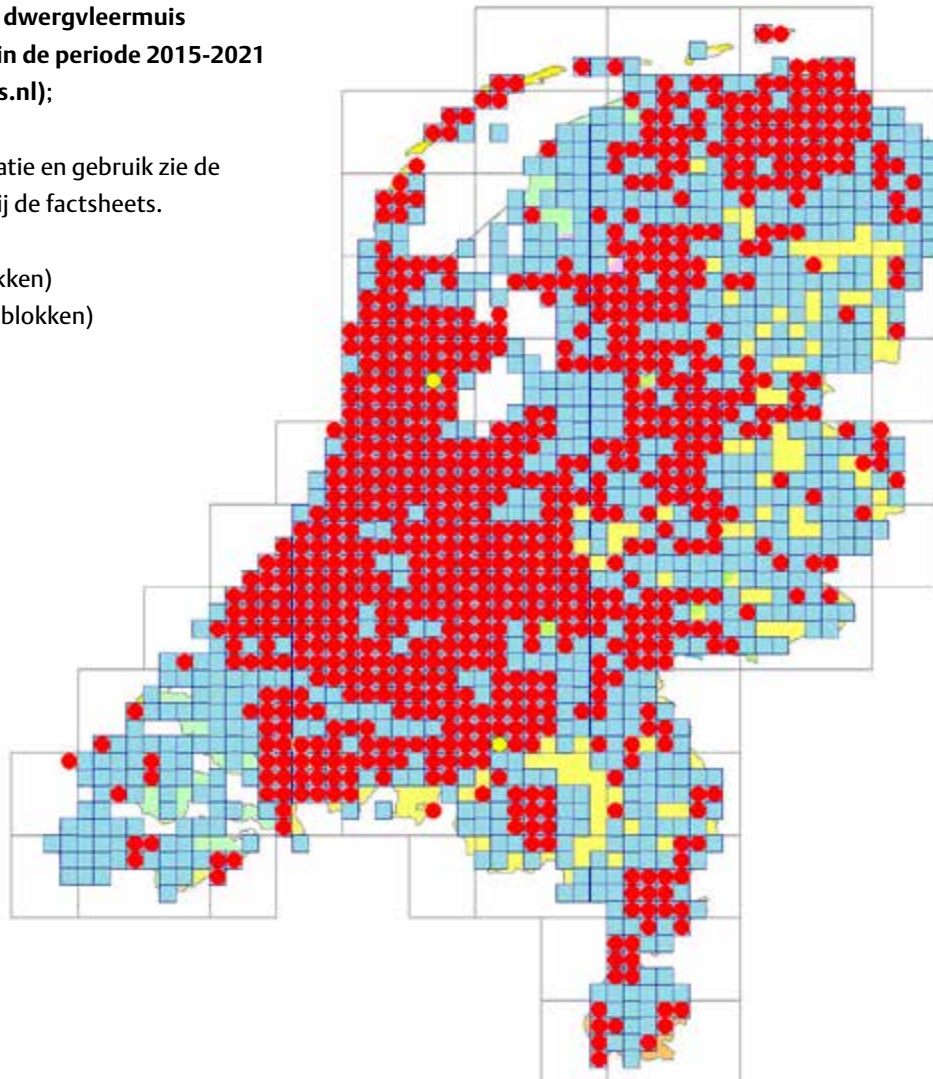 dwergvleermuis
in de periode 2015-2021
s.nl);
atie en gebruik zie de
ij de factsheets.
kken)
blokken)